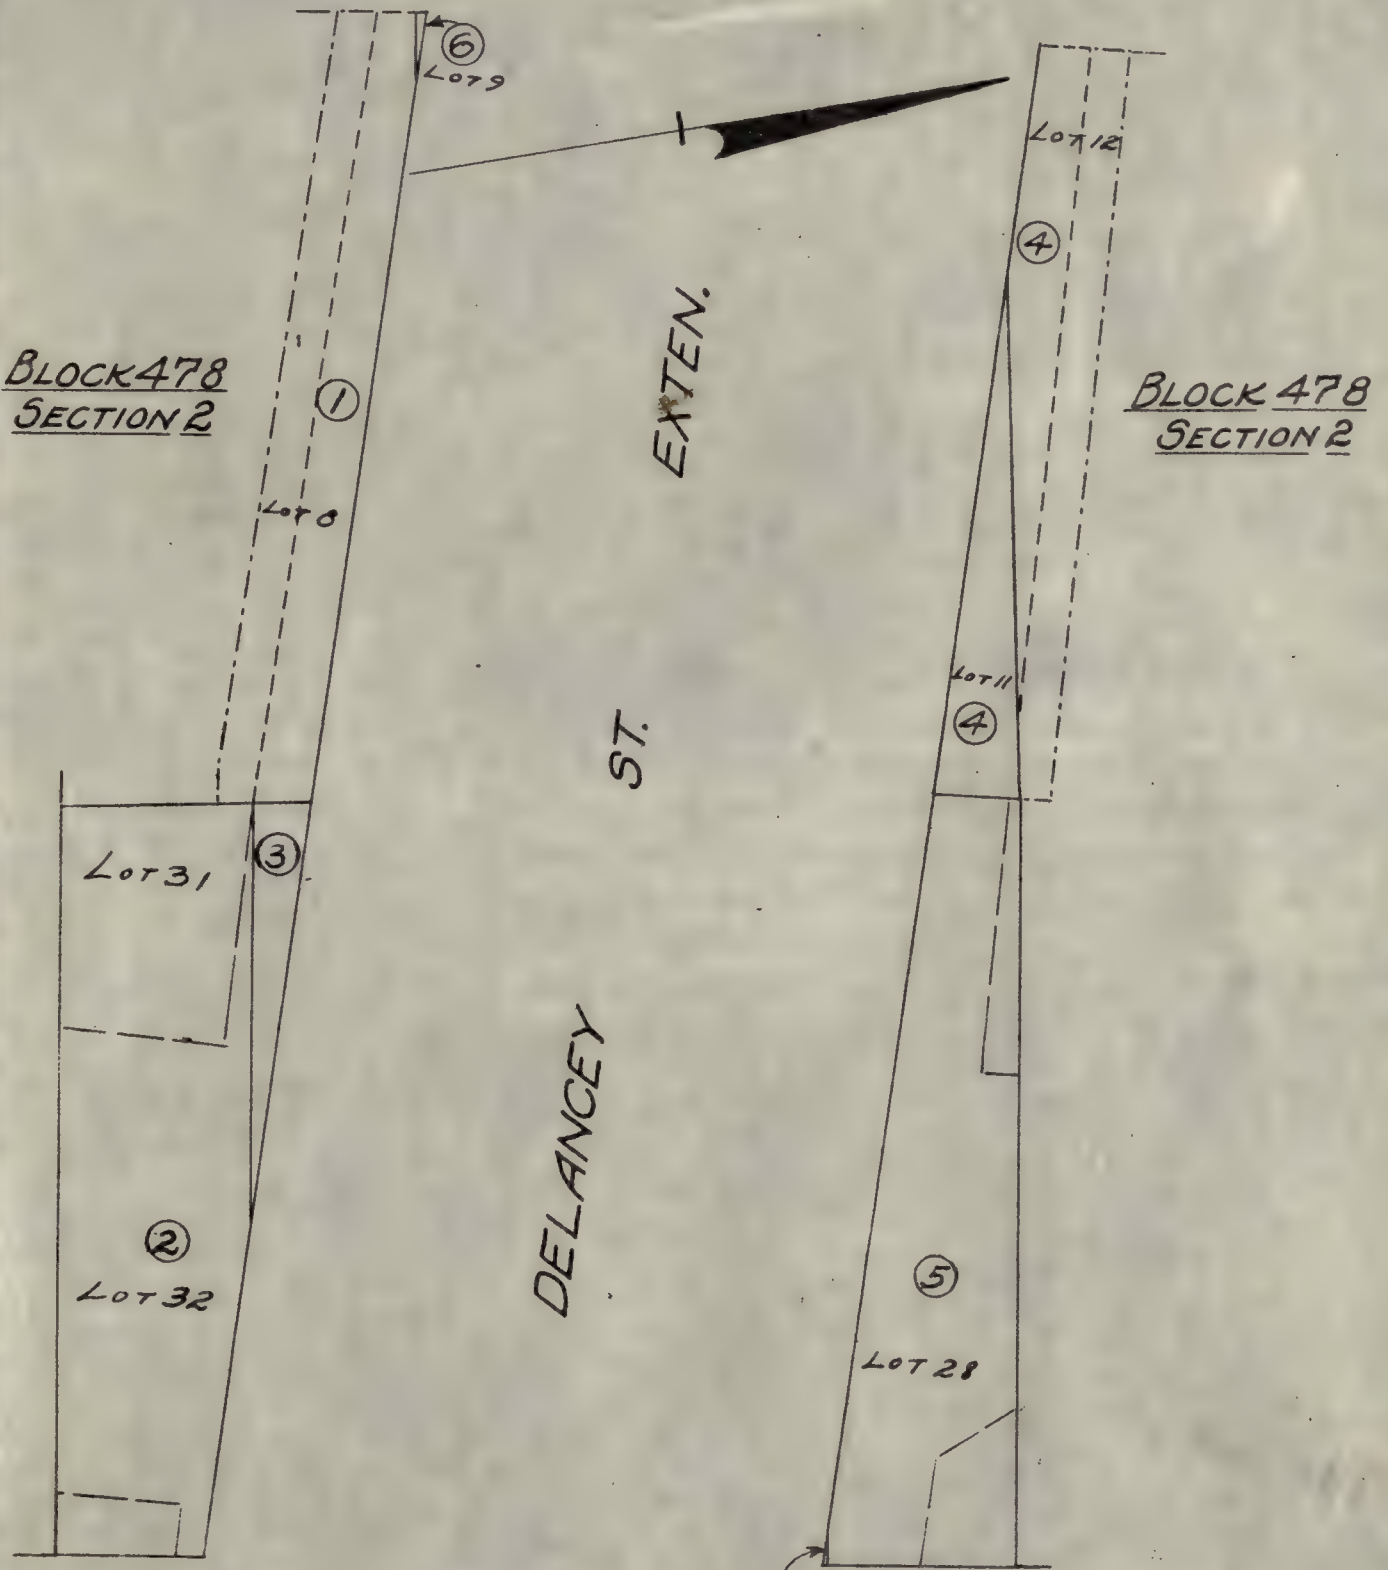 6
LOT 9
LOT 12
4
BLOCK 478
SECTION 2
1
EXTEN.
BLOCK 478
SECTION 2
LOT 8
LOT 11
4
ST.
3
LOT 31
DELANCEY
2
LOT 32
5
LOT 28